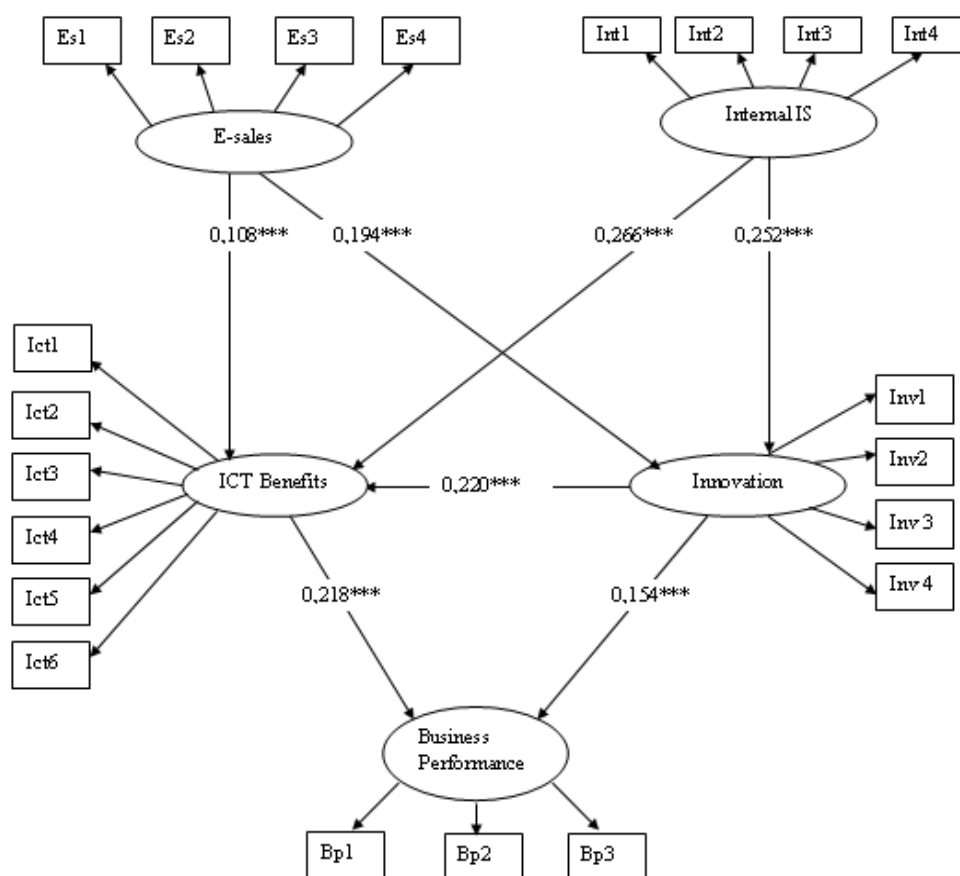 Es1 Es2 Es3 Es4 Int1 Int2 Int3 Int4
E-sales Internal IS
0,108*** 0,194*** 0,266*** 0,252***
Ict1
Ict2
Ict3
Ict4
Ict5
Ict6
ICT Benefits
0,220***
Innovation
Inv1
Inv2
Inv 3
Inv 4
0,218*** 0,154***
Business
Performance
Bp1 Bp2 Bp3